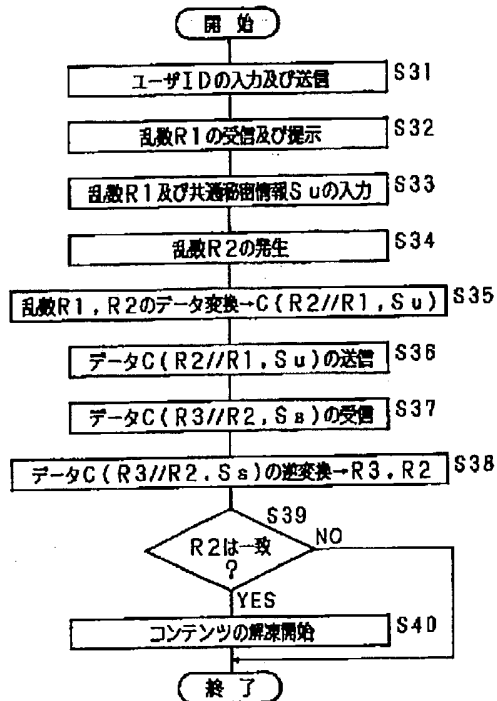 開 始
ユーザIDの入力及び送信 S31
乱数R1の受信及び提示 S32
乱数R1及び共通秘密情報Suの入力 S33
乱数R2の発生 S34
乱数R1,R2のデータ変換→C(R2//R1,Su) S35
データC(R2//R1,Su)の送信 S36
データC(R3//R2,Ss)の受信 S37
データC(R3//R2,Ss)の逆変換→R3,R2 S38
S39
R2は一致 NO
?
YES
コンテンツの解凍開始 S40
終 了